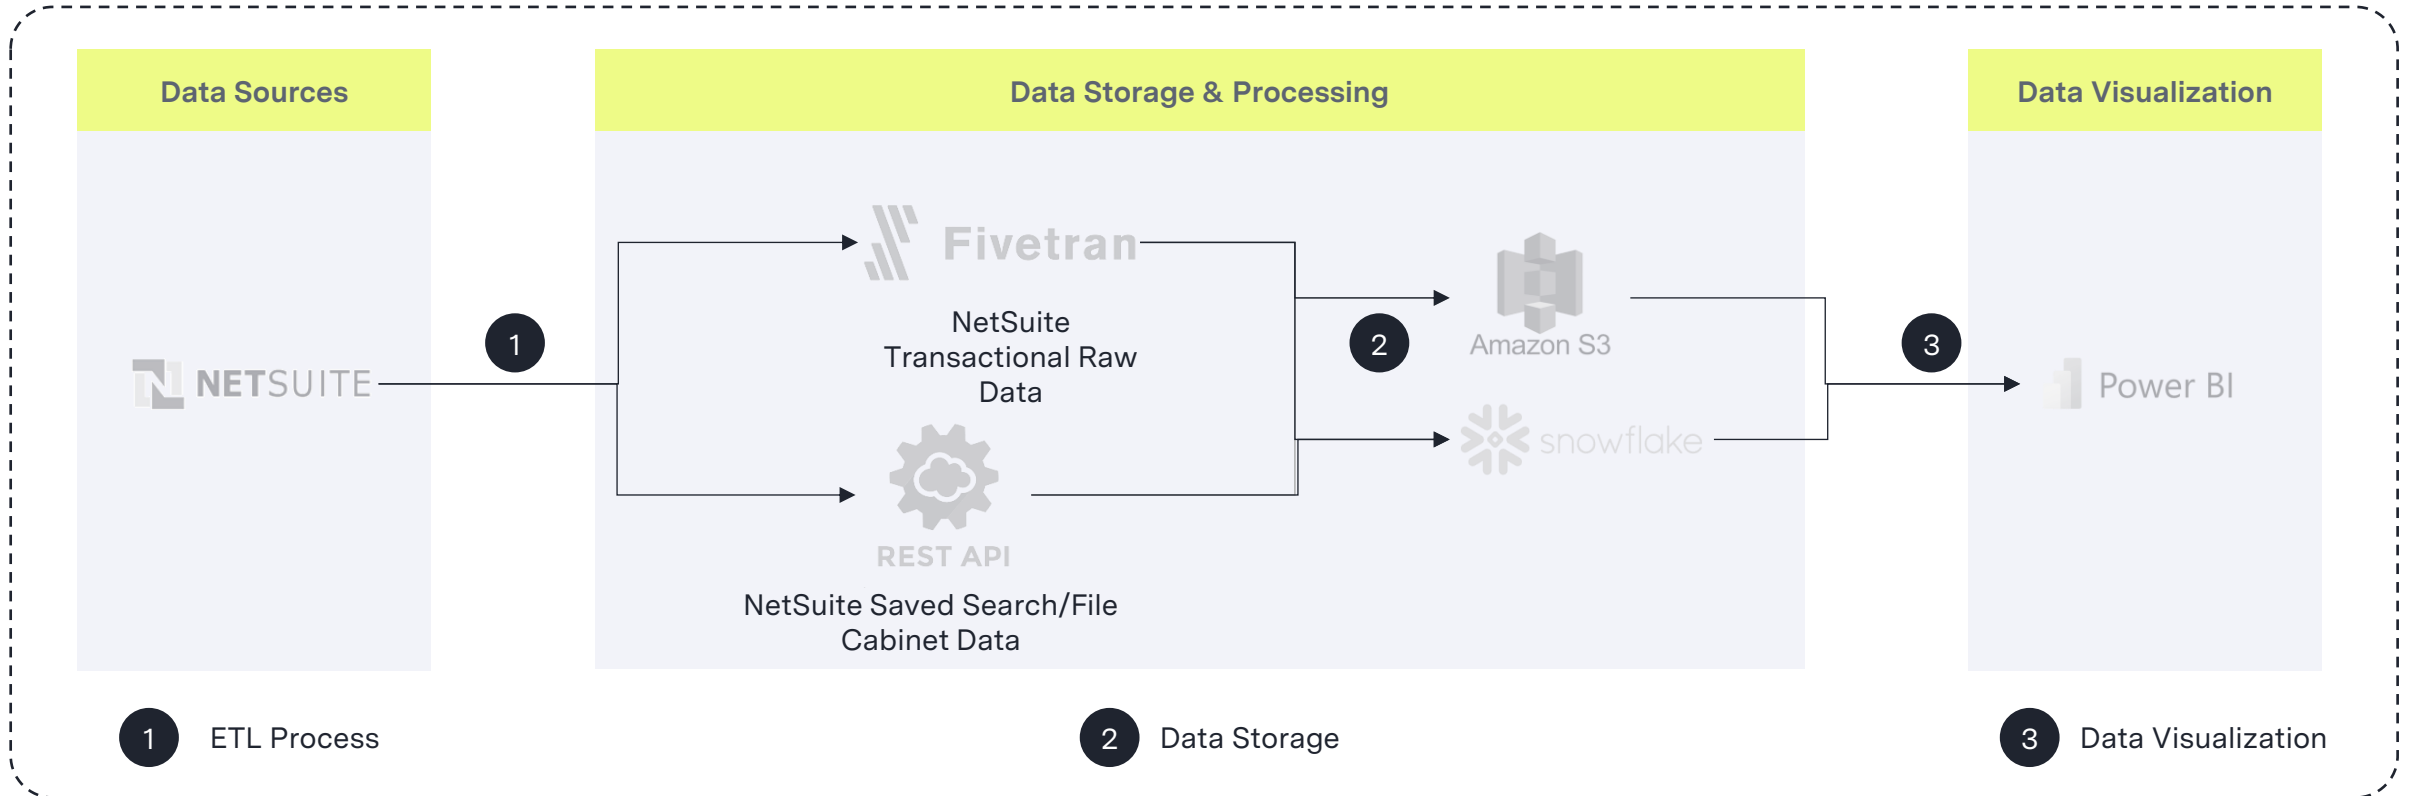 Data Sources
Data Storage & Processing
Data Visualization
Fivetran
NetSuite
Transactional Raw
Data
1
NETSUITE
2
Amazon S3
snowflake
3
Power BI
REST API
NetSuite Saved Search/File
Cabinet Data
1 ETL Process
2 Data Storage
3 Data Visualization